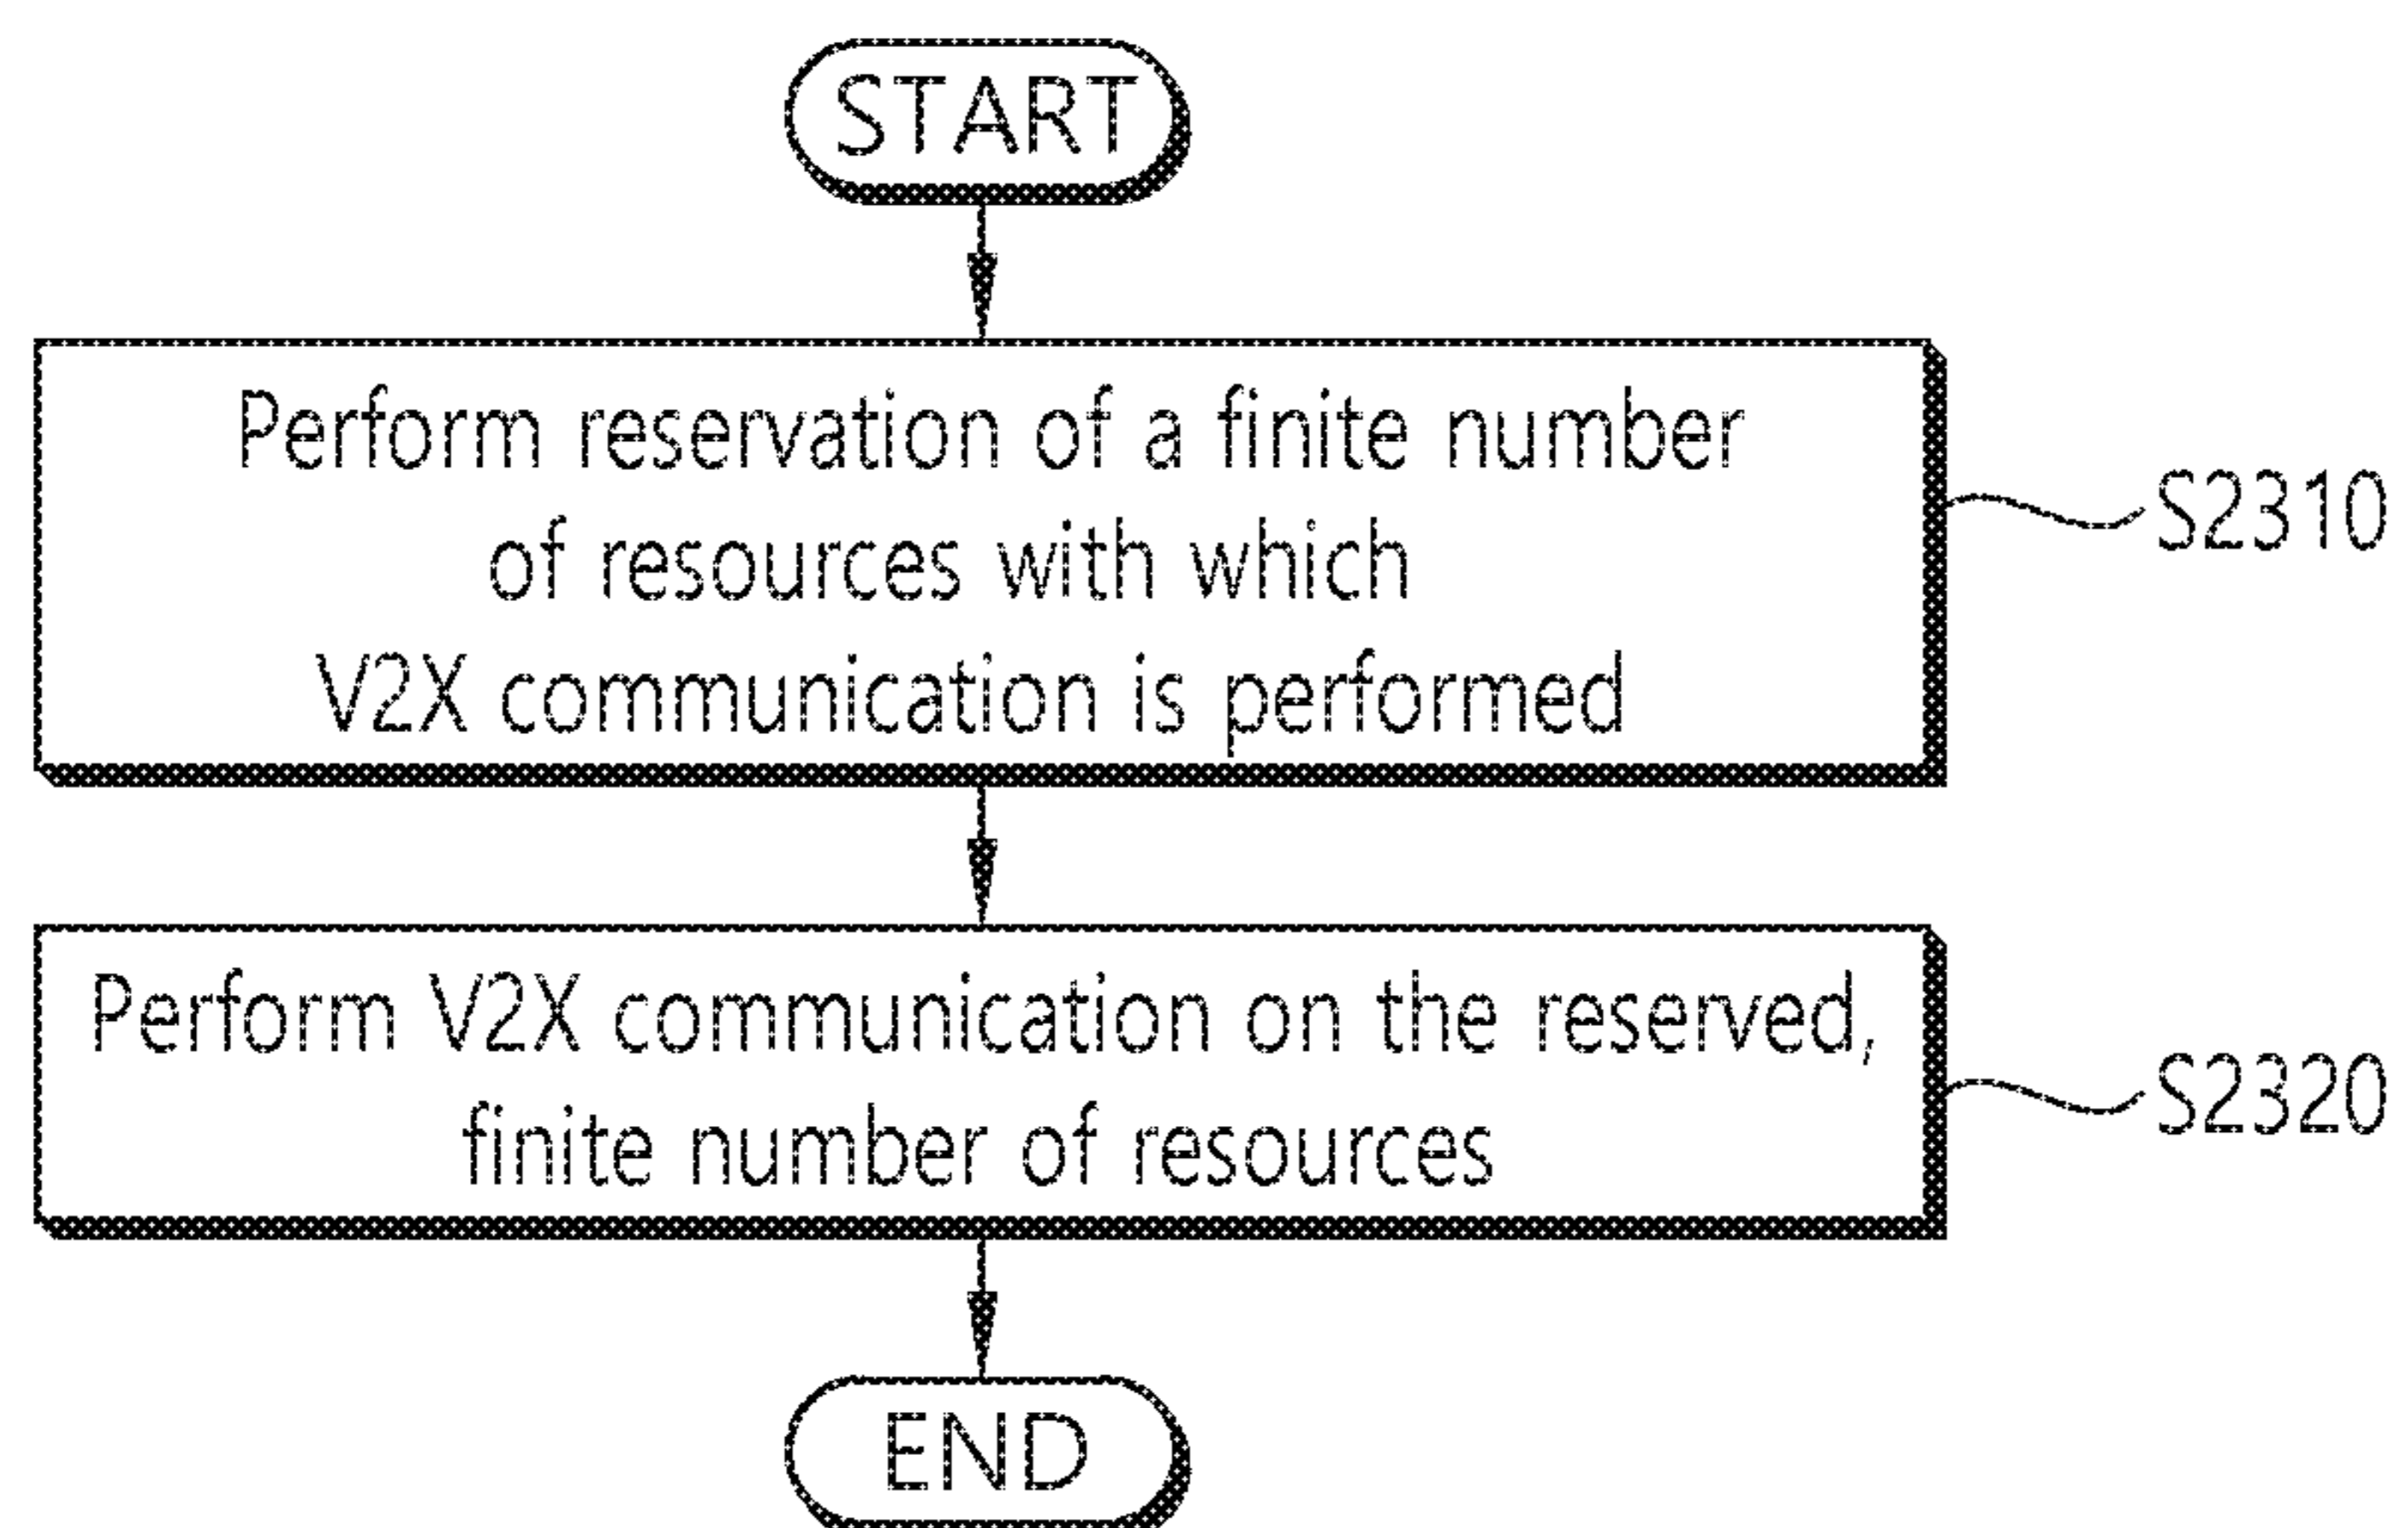 START
Perform reservation of a finite number
of resources with which
V2X communication is performed
S2310
Perform V2X communication on the reserved,
finite number of resources
S2320
END